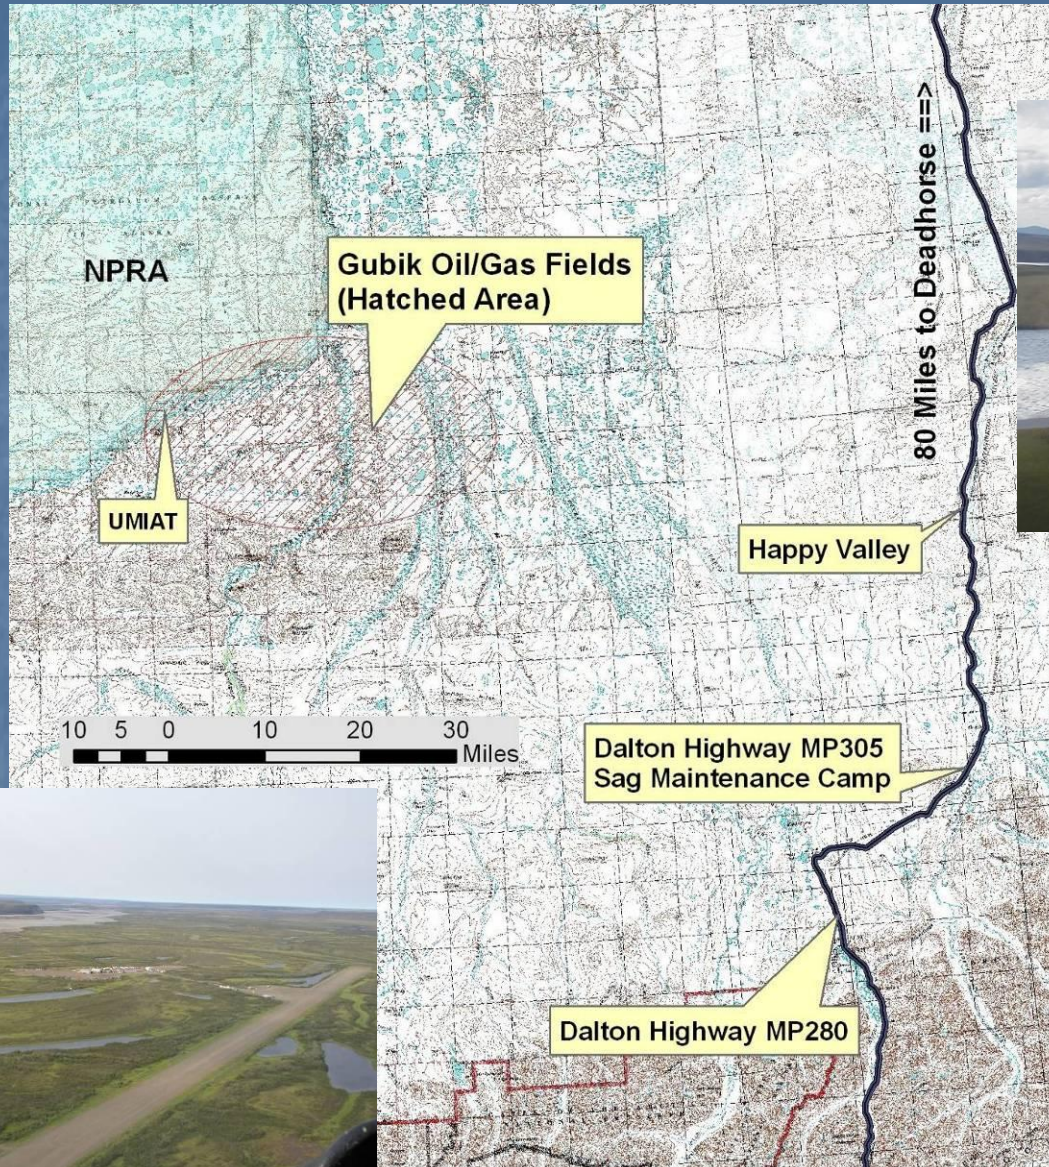 80 Miles to Deadhorse ==>
NPRA
Gubik Oil/Gas Fields
(Hatched Area)
UMIAT
Happy Valley
10 5 0 10 20 30
Miles
Dalton Highway MP305
Sag Maintenance Camp
Dalton Highway MP280